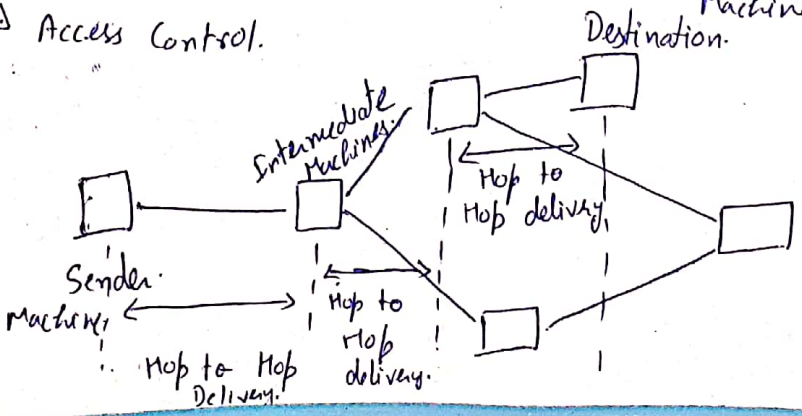 Access Control.
Machin
Destination.
Intermediate
Machines.
Hop to
Hop delivery
Sender
Machine
Hop to
Hop
delivery.
Hop to Hop
Delivery.